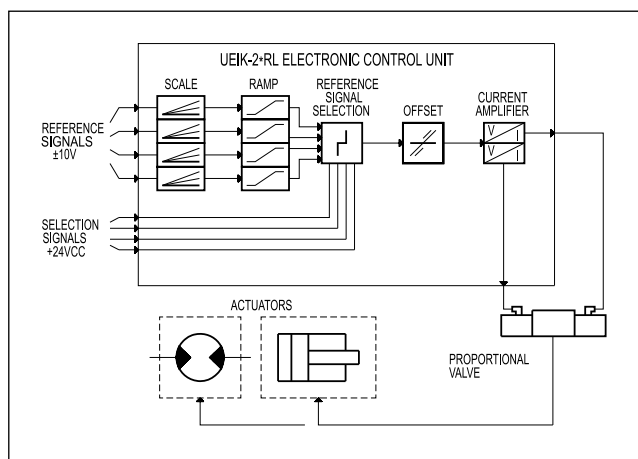 UEIK-2*RL ELECTRONIC CONTROL UNIT
SCALE
RAMP
REFERENCE
SIGNAL
SELECTION
OFFSET
CURRENT
AMPLIFIER
REFERENCE
SIGNALS
±10V
V
I
V
I
SELECTION
SIGNALS
+24VCC
ACTUATORS
PROPORTIONAL
VALVE